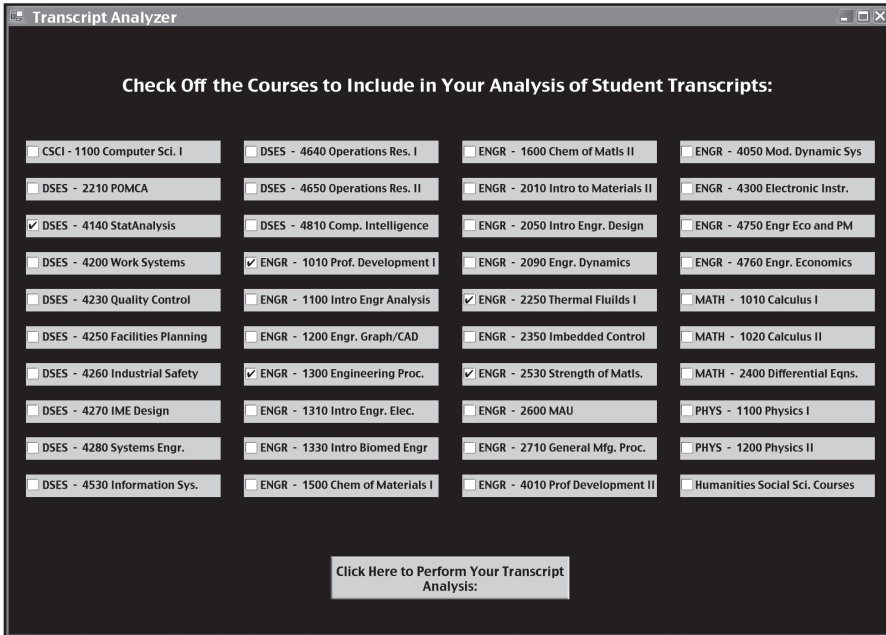 Transcript Analyzer
Check Off the Courses to Include in Your Analysis of Student Transcripts:
CSCI - 1100 Computer Sci. I
DSES - 2210 POMCA
DSES - 4140 StatAnalysis
DSES - 4200 Work Systems
DSES - 4230 Quality Control
DSES - 4250 Facilities Planning
DSES - 4260 Industrial Safety
DSES - 4270 IME Design
DSES - 4280 Systems Engr.
DSES - 4530 Information Sys.
DSES - 4640 Operations Res. I
DSES - 4650 Operations Res. II
DSES - 4810 Comp. Intelligence
ENGR - 1010 Prof. Development I
ENGR - 1100 Intro Engr Analysis
ENGR - 1200 Engr. Graph/CAD
ENGR - 1300 Engineering Proc.
ENGR - 1310 Intro Engr. Elec.
ENGR - 1330 Intro Biomed Engr
ENGR - 1500 Chem of Materials I
ENGR - 1600 Chem of Matls II
ENGR - 2010 Intro to Materials II
ENGR - 2050 Intro Engr. Design
ENGR - 2090 Engr. Dynamics
ENGR - 2250 Thermal Fluilds I
ENGR - 2350 Imbedded Control
ENGR - 2530 Strength of Matls.
ENGR - 2600 MAU
ENGR - 2710 General Mfg. Proc.
ENGR - 4010 Prof Development II
ENGR - 4050 Mod. Dynamic Sys
ENGR - 4300 Electronic Instr.
ENGR - 4750 Engr Eco and PM
ENGR - 4760 Engr. Economics
MATH - 1010 Calculus I
MATH - 1020 Calculus II
MATH - 2400 Differential Eqns.
PHYS - 1100 Physics I
PHYS - 1200 Physics II
Humanities Social Sci. Courses
Click Here to Perform Your Transcript
Analysis: